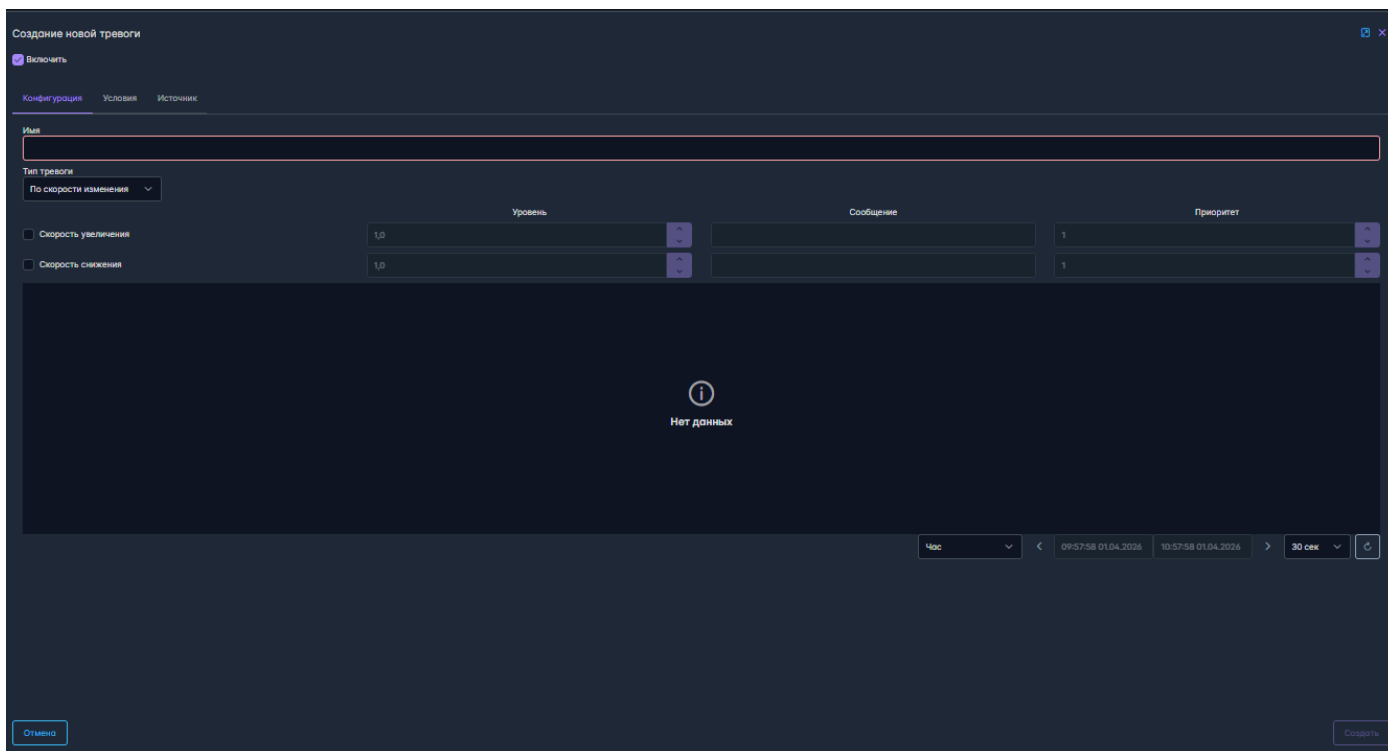 Создание новой тревоги
Включить
Конфигурация Условия Источник
Имя
Тип тревоги
По скорости изменения
Уровень Сообщение Приоритет
Скорость увеличения 1,0 1
Скорость снижения 1,0 1
Нет данных
Час 09:57:58 01.04.2026 10:57:58 01.04.2026 30 сек
Отмена Создать